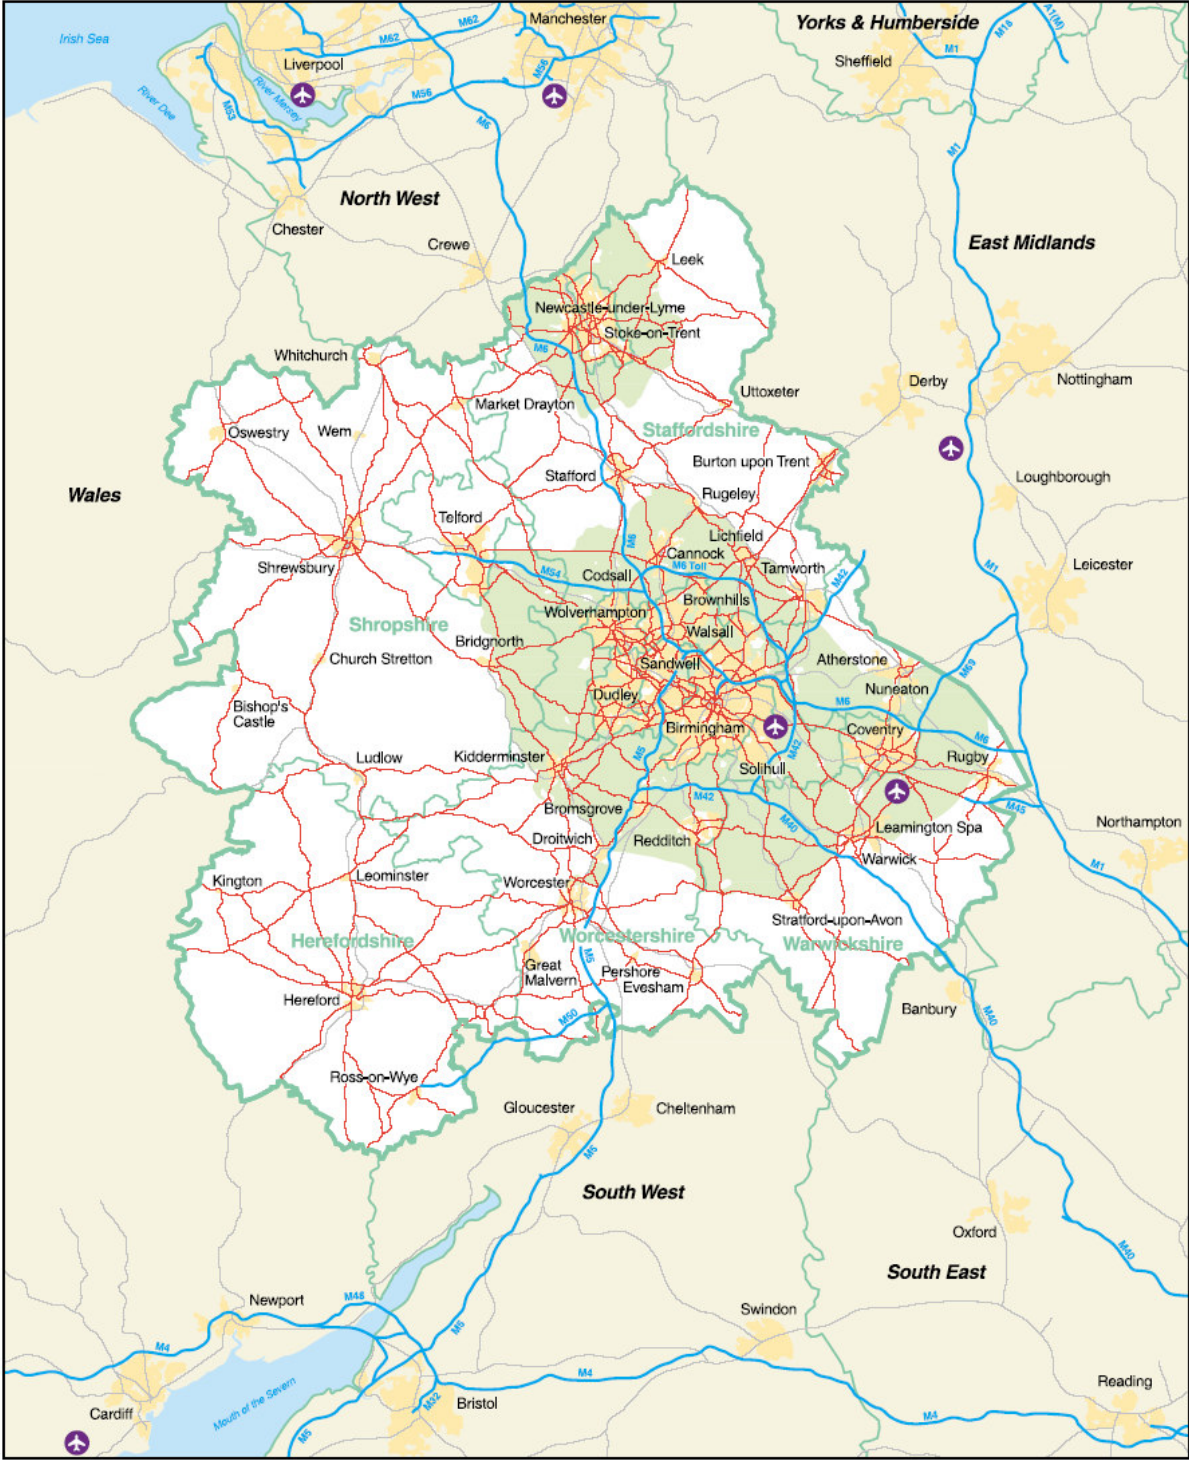 Irish Sea
M62
M62
Manchester
Yorks & Humberside
M18
A1(M)
M1
Sheffield
Liverpool
M56
River Mersey
River Dee
M53
M56
M6
M1
North West
Chester
Crewe
East Midlands
Leek
Newcastle-under-Lyme
Stoke-on-Trent
M6
Whitchurch
Derby
Nottingham
Uttoxeter
Market Drayton
Oswestry
Wem
Staffordshire
Burton upon Trent
Stafford
Loughborough
Wales
Rugeley
Telford
Lichfield
M6
Cannock
M6 Toll
Shrewsbury
M54
Codsall
Tamworth
M42
M1
Leicester
Brownhills
Wolverhampton
Shropshire
Walsall
Bridgnorth
Church Stretton
Sandwell
Atherstone
M69
Dudley
Nuneaton
Bishop's
Castle
M6
Birmingham
Coventry
M6
Ludlow
Kidderminster
M5
M42
Rugby
Solihull
Bromsgrove
M42
M45
Droitwich
Redditch
M40
Leamington Spa
Northampton
Warwick
M1
Kington
Leominster
Worcester
Stratford-upon-Avon
Herefordshire
Worcestershire
Warwickshire
M5
Great
Malvern
Pershore
Evesham
Hereford
M50
Banbury
M40
Ross-on-Wye
Gloucester
Cheltenham
M5
South West
Oxford
M40
South East
Newport
M48
Swindon
M5
M4
M4
Reading
Mouth of the Severn
M32
Bristol
Cardiff
M4
M5